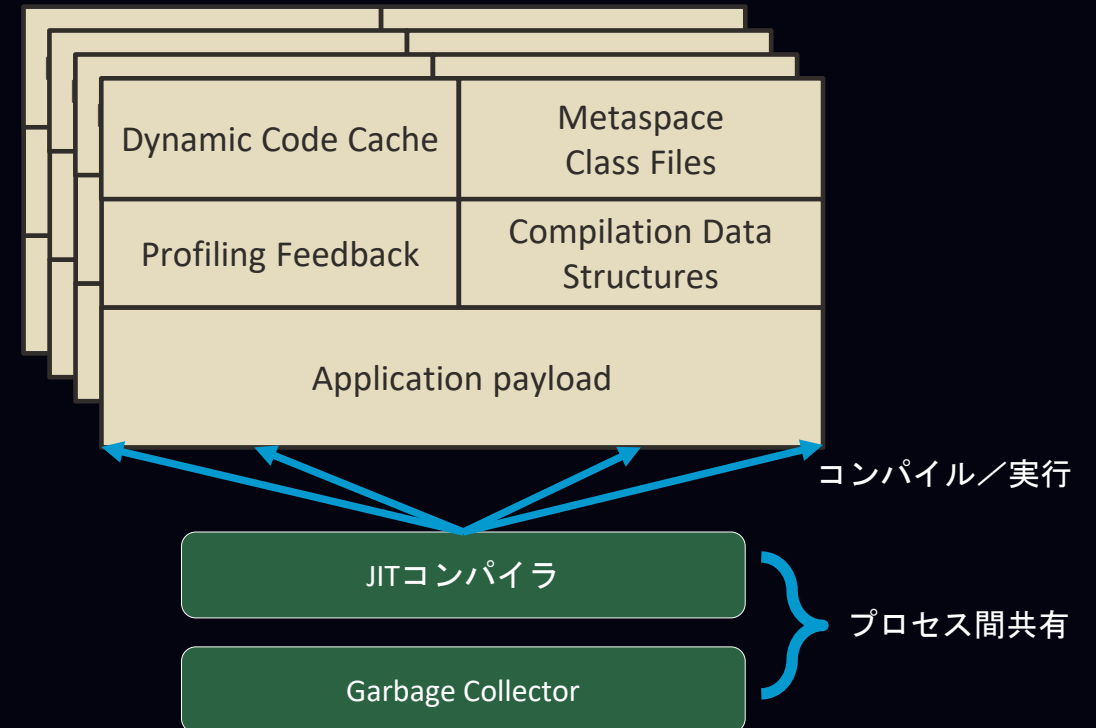 Dynamic Code Cache
Metaspace
Class Files
Profiling Feedback
Compilation Data
Structures
Application payload
コンパイル／実行
JITコンパイラ
プロセス間共有
Garbage Collector